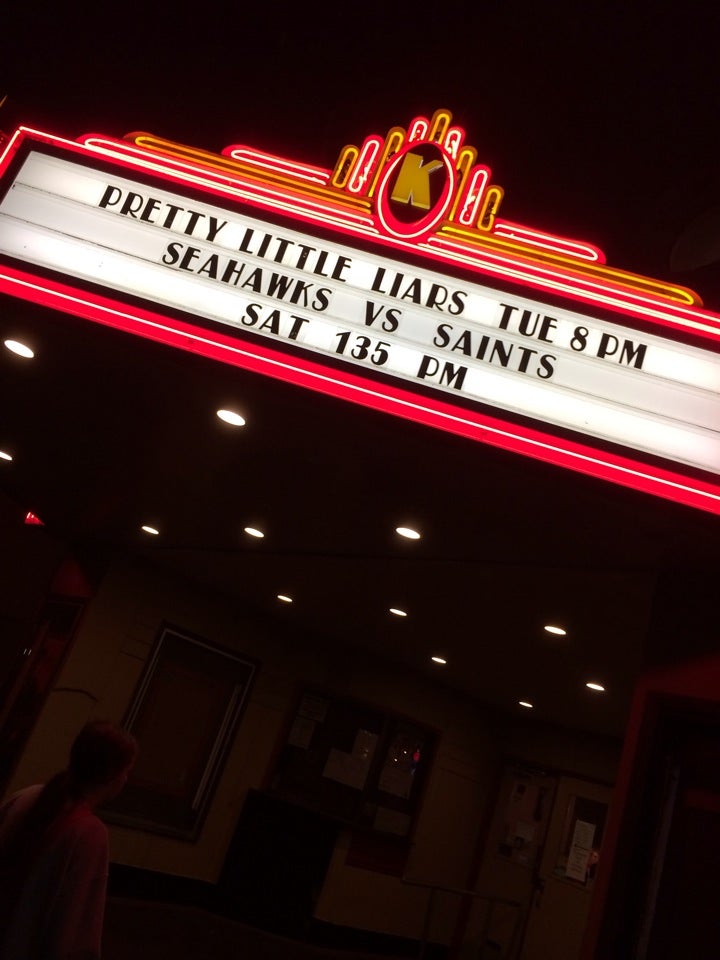 K
PRETTY LITTLE LIARS TUE 8 PM
SEAHAWKS VS SAINTS
SAT 135 PM